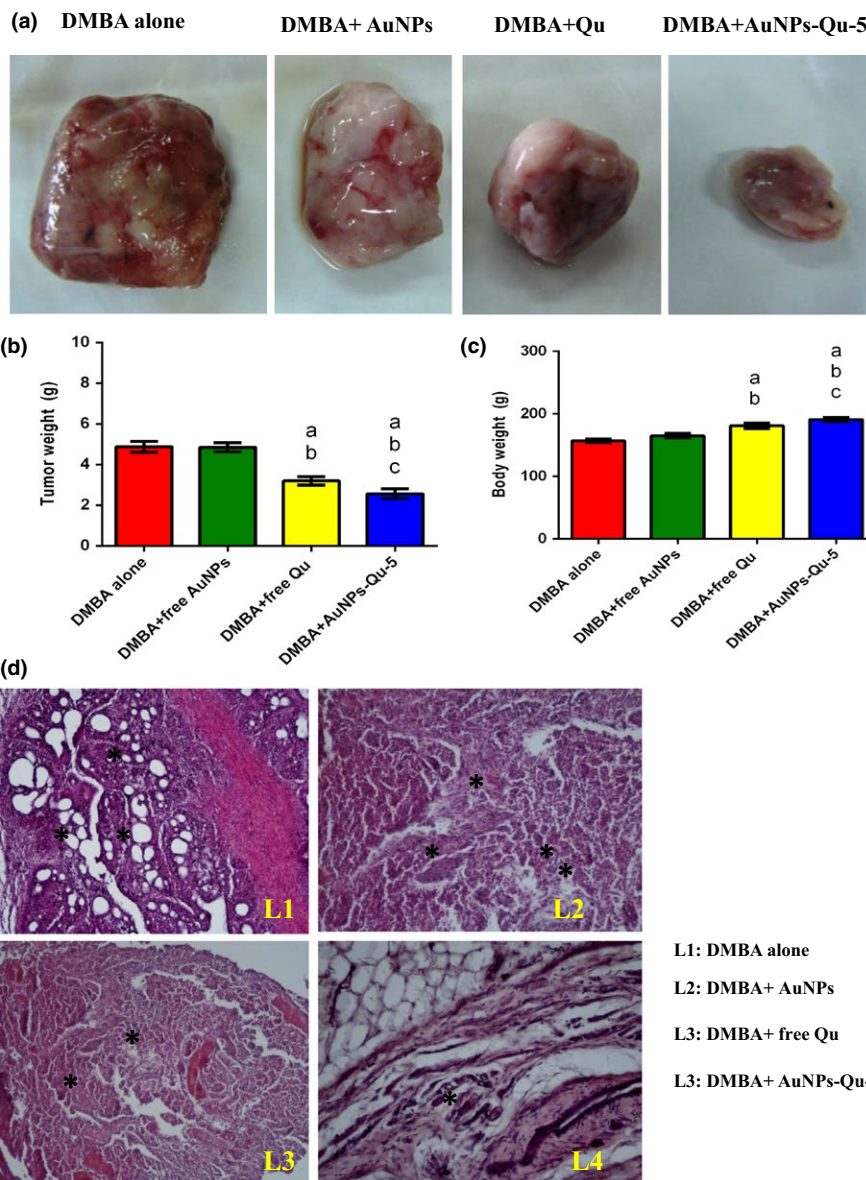 (a)
DMBA alone
DMBA+ AuNPs
DMBA+Qu
DMBA+AuNPs-Qu-5
(b)
10
8
6
4
2
0
Tumor weight (g)
a
b
a
b
c
DMBA alone
DMBA+free AuNPs
DMBA+free Qu
DMBA+AuNPs-Qu-5
(c)
300
200
100
0
Body weight (g)
a
b
a
b
c
DMBA alone
DMBA+free AuNPs
DMBA+free Qu
DMBA+AuNPs-Qu-5
(d)
*
*
*
L1
*
*
*
*
L2
*
*
L3
*
L4
L1: DMBA alone
L2: DMBA+ AuNPs
L3: DMBA+ free Qu
L3: DMBA+ AuNPs-Qu-